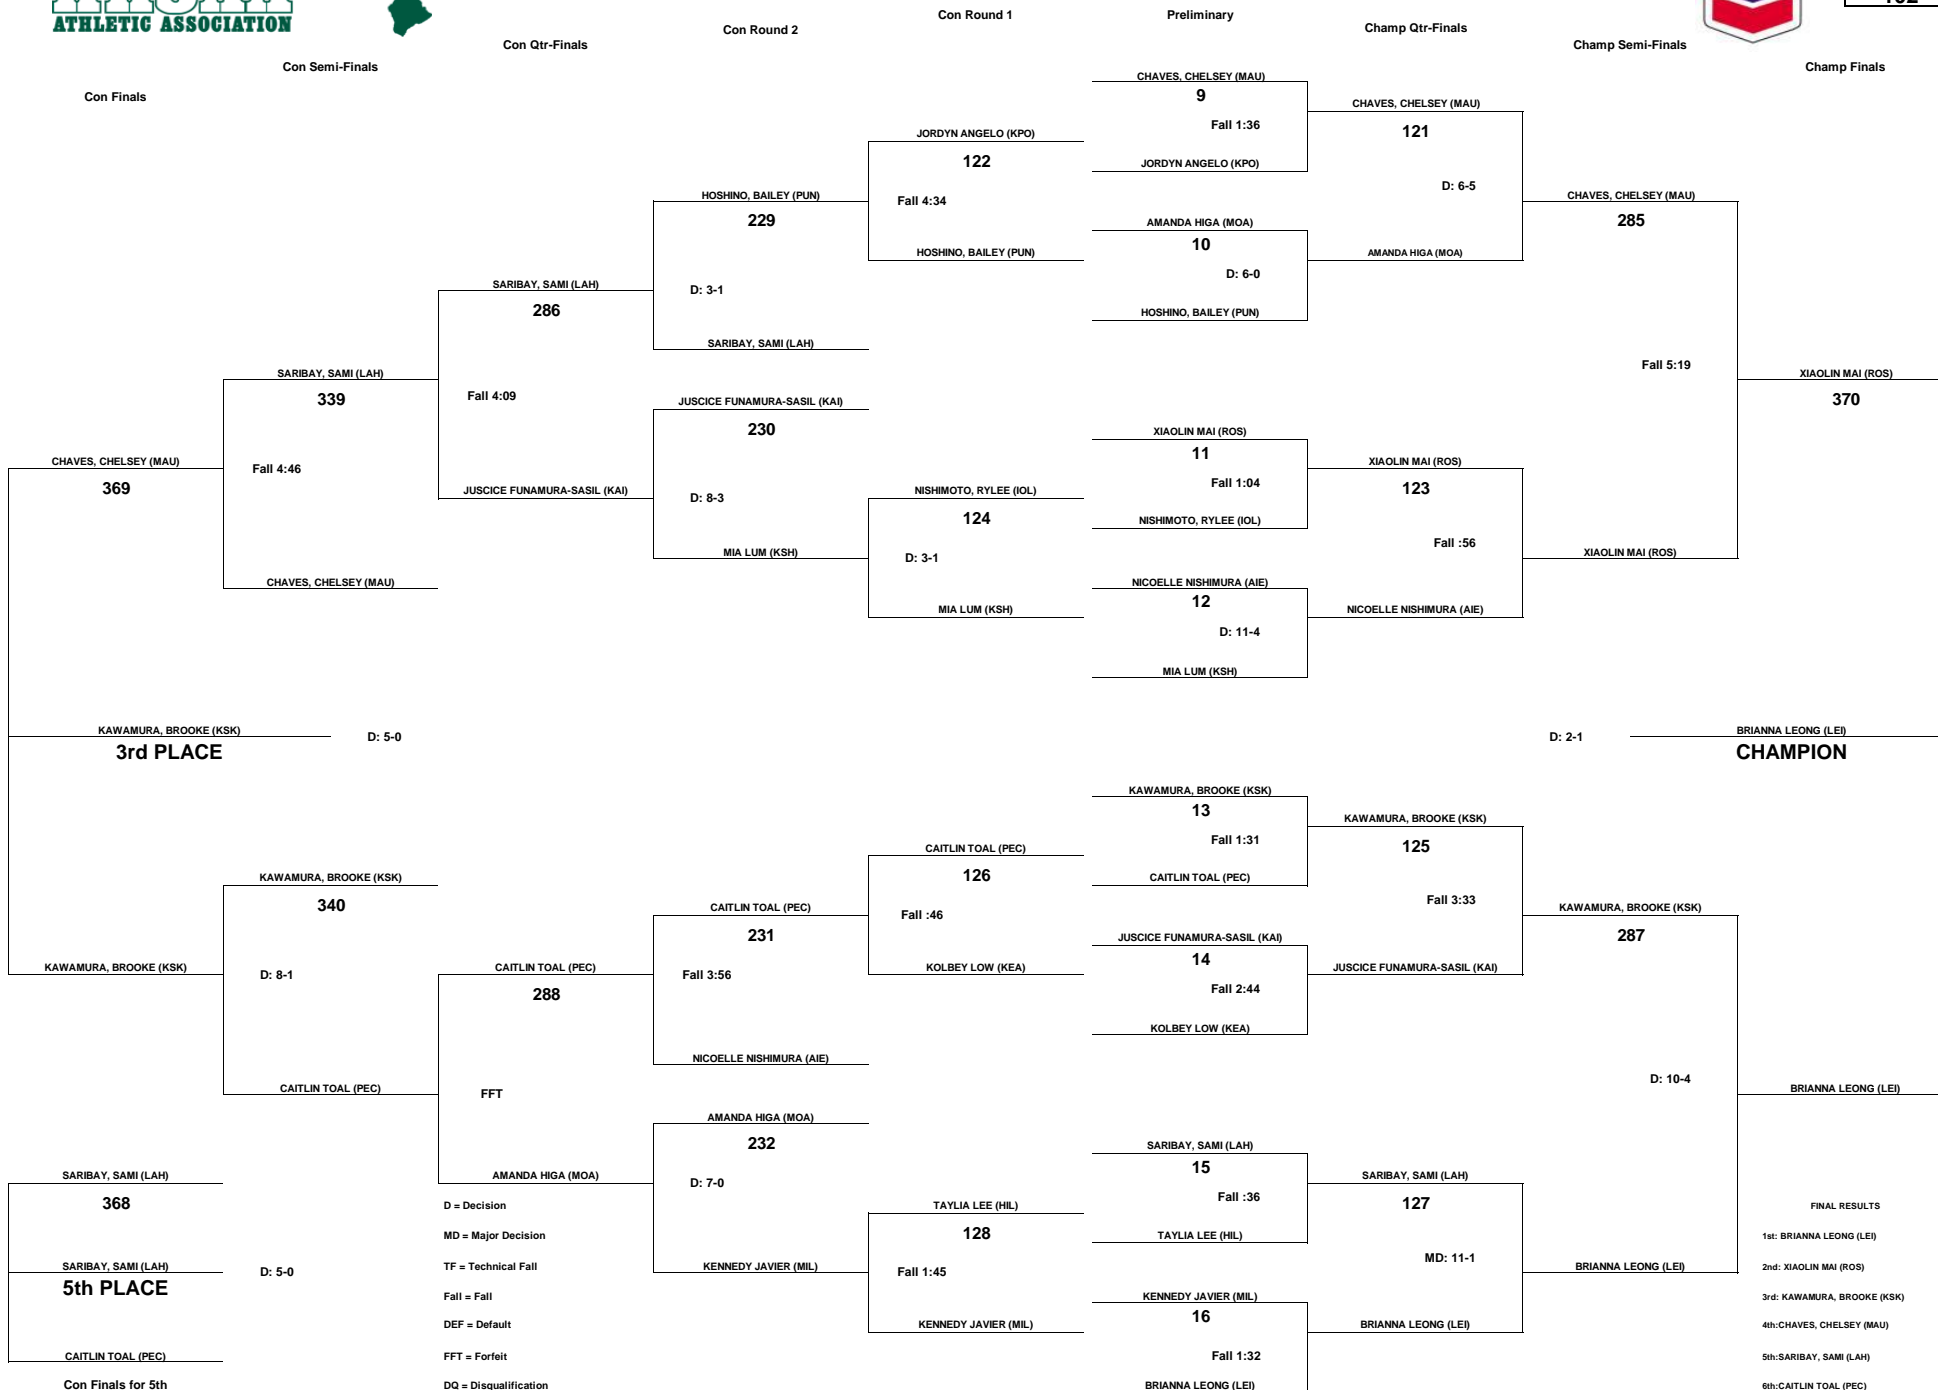 ATHLETIC ASSOCIATION
Con Finals
Con Semi-Finals
Con Qtr-Finals
Con Round 2
Con Round 1
Preliminary
Champ Qtr-Finals
Champ Semi-Finals
Champ Finals
CHAVES, CHELSEY (MAU)
9
Fall 1:36
JORDYN ANGELO (KPO)
AMANDA HIGA (MOA)
10
D: 6-0
HOSHINO, BAILEY (PUN)
XIAOLIN MAI (ROS)
11
Fall 1:04
NISHIMOTO, RYLEE (IOL)
NICOELLE NISHIMURA (AIE)
12
D: 11-4
MIA LUM (KSH)
KAWAMURA, BROOKE (KSK)
13
Fall 1:31
CAITLIN TOAL (PEC)
JUSCICE FUNAMURA-SASIL (KAI)
14
Fall 2:44
KOLBEY LOW (KEA)
SARIBAY, SAMI (LAH)
15
Fall :36
TAYLIA LEE (HIL)
KENNEDY JAVIER (MIL)
16
Fall 1:32
BRIANNA LEONG (LEI)
CHAVES, CHELSEY (MAU)
121
D: 6-5
AMANDA HIGA (MOA)
XIAOLIN MAI (ROS)
123
Fall :56
NICOELLE NISHIMURA (AIE)
KAWAMURA, BROOKE (KSK)
125
Fall 3:33
JUSCICE FUNAMURA-SASIL (KAI)
SARIBAY, SAMI (LAH)
127
MD: 11-1
BRIANNA LEONG (LEI)
CHAVES, CHELSEY (MAU)
285
Fall 5:19
XIAOLIN MAI (ROS)
KAWAMURA, BROOKE (KSK)
287
D: 10-4
BRIANNA LEONG (LEI)
XIAOLIN MAI (ROS)
370
D: 2-1
BRIANNA LEONG (LEI)
CHAMPION
BRIANNA LEONG (LEI)
JORDYN ANGELO (KPO)
122
Fall 4:34
HOSHINO, BAILEY (PUN)
NISHIMOTO, RYLEE (IOL)
124
D: 3-1
MIA LUM (KSH)
CAITLIN TOAL (PEC)
126
Fall :46
KOLBEY LOW (KEA)
TAYLIA LEE (HIL)
128
Fall 1:45
KENNEDY JAVIER (MIL)
HOSHINO, BAILEY (PUN)
229
D: 3-1
SARIBAY, SAMI (LAH)
JUSCICE FUNAMURA-SASIL (KAI)
230
D: 8-3
MIA LUM (KSH)
CAITLIN TOAL (PEC)
231
Fall 3:56
NICOELLE NISHIMURA (AIE)
AMANDA HIGA (MOA)
232
D: 7-0
KENNEDY JAVIER (MIL)
SARIBAY, SAMI (LAH)
286
Fall 4:09
JUSCICE FUNAMURA-SASIL (KAI)
CAITLIN TOAL (PEC)
288
FFT
AMANDA HIGA (MOA)
SARIBAY, SAMI (LAH)
339
Fall 4:46
CHAVES, CHELSEY (MAU)
KAWAMURA, BROOKE (KSK)
340
D: 8-1
CAITLIN TOAL (PEC)
CHAVES, CHELSEY (MAU)
369
KAWAMURA, BROOKE (KSK)
3rd PLACE
D: 5-0
KAWAMURA, BROOKE (KSK)
SARIBAY, SAMI (LAH)
368
SARIBAY, SAMI (LAH)
5th PLACE
D: 5-0
CAITLIN TOAL (PEC)
Con Finals for 5th
D = Decision
MD = Major Decision
TF = Technical Fall
Fall = Fall
DEF = Default
FFT = Forfeit
DQ = Disqualification
FINAL RESULTS
1st: BRIANNA LEONG (LEI)
2nd: XIAOLIN MAI (ROS)
3rd: KAWAMURA, BROOKE (KSK)
4th:CHAVES, CHELSEY (MAU)
5th:SARIBAY, SAMI (LAH)
6th:CAITLIN TOAL (PEC)